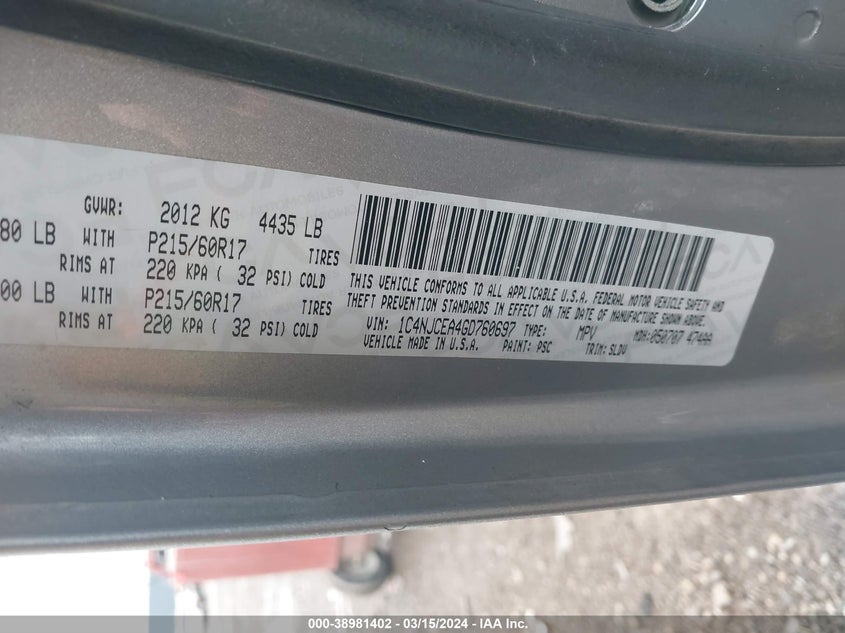 GVWR: 2012 KG 4435 LB
80 LB WITH P215/60R17 TIRES
RIMS AT 220 KPA ( 32 PSI) COLD
00 LB WITH P215/60R17 TIRES
RIMS AT 220 KPA ( 32 PSI) COLD
THIS VEHICLE CONFORMS TO ALL APPLICABLE U.S.A. FEDERAL MOTOR VEHICLE SAFETY AND
THEFT PREVENTION STANDARDS IN EFFECT ON THE DATE OF MANUFACTURE SHOWN ABOVE.
VIN: 1C4NJCEA4GD760697 TYPE: MPV MDH:050707 474AA
VEHICLE MADE IN U.S.A. PAINT: PSC TRIM: SLDV
000-38981402 - 03/15/2024 - IAA Inc.